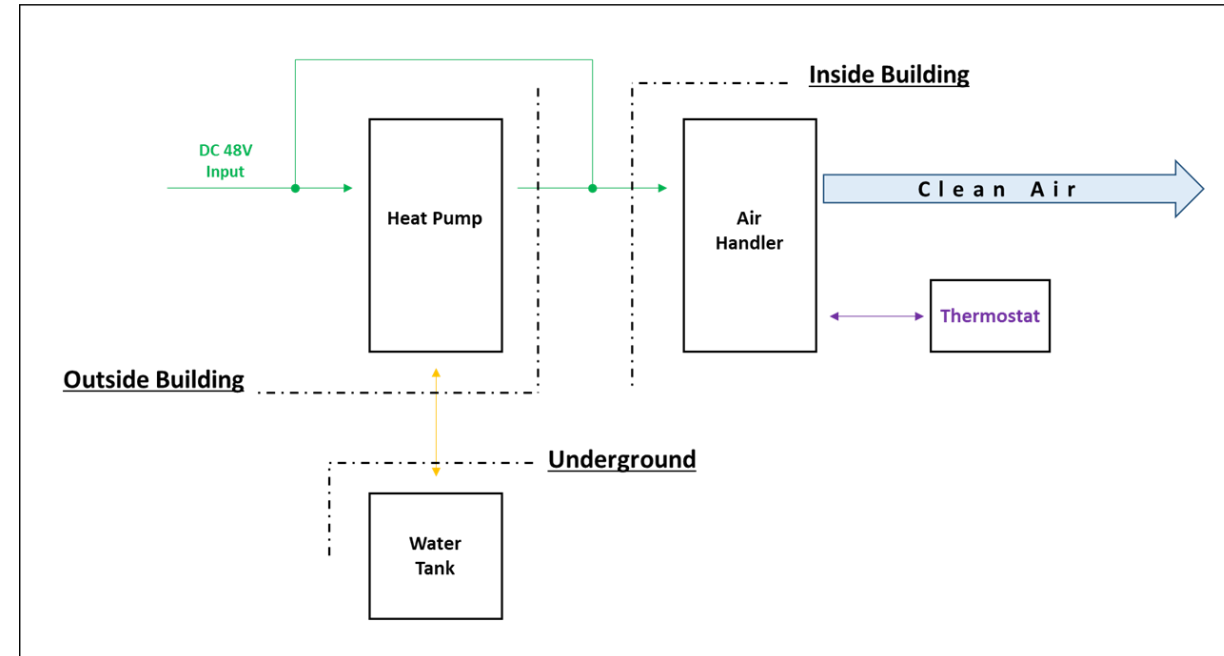 Inside Building
DC 48V
Input
Clean Air
Heat Pump
Air
Handler
Thermostat
Outside Building
Underground
Water
Tank